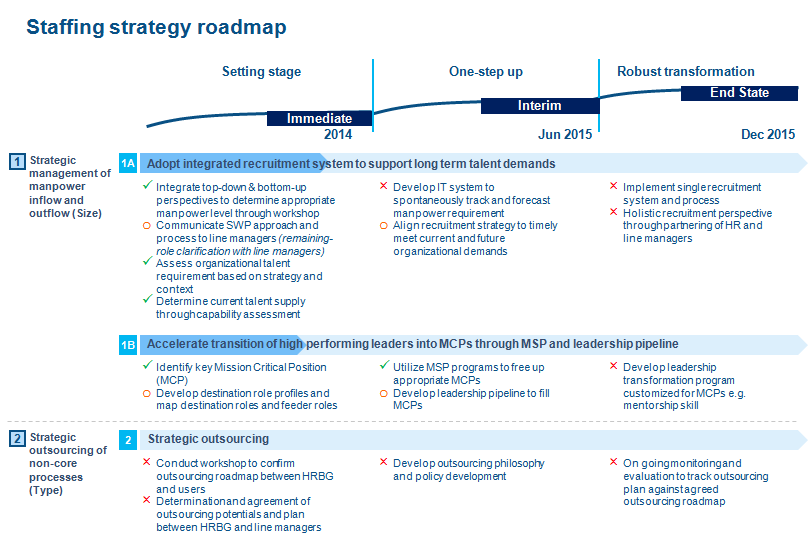 Staffing strategy roadmap
Setting stage
One-step up
Robust transformation
Immediate
Interim
End State
2014
Jun 2015
Dec 2015
1
Strategic
management of
manpower
inflow and
outflow (Size)
1A
Adopt integrated recruitment system to support long term talent demands
✓ Integrate top-down & bottom-up
perspectives to determine appropriate
manpower level through workshop
Communicate SWP approach and
process to line managers (remaining-
role clarification with line managers)
✓ Assess organizational talent
requirement based on strategy and
context
✓ Determine current talent supply
through capability assessment
× Develop IT system to
spontaneously track and forecast
manpower requirement
Align recruitment strategy to timely
meet current and future
organizational demands
× Implement single recruitment
system and process
× Holistic recruitment perspective
through partnering of HR and
line managers
1B
Accelerate transition of high-performing leaders into MCPs through MSP and leadership pipeline
✓ Identify key Mission Critical Position
(MCP)
Develop destination role profiles and
map destination roles and feeder roles
✓ Utilize MSP programs to free up
appropriate MCPs
Develop leadership pipeline to fill
MCPs
× Develop leadership
transformation program
customized for MCPs e.g.
mentorship skill
2
Strategic
outsourcing of
non-core
processes
(Type)
2
Strategic outsourcing
× Conduct workshop to confirm
outsourcing roadmap between HRBG
and users
× Determination and agreement of
outsourcing potentials and plan
between HRBG and line managers
× Develop outsourcing philosophy
and policy development
× On going monitoring and
evaluation to track outsourcing
plan against agreed
outsourcing roadmap